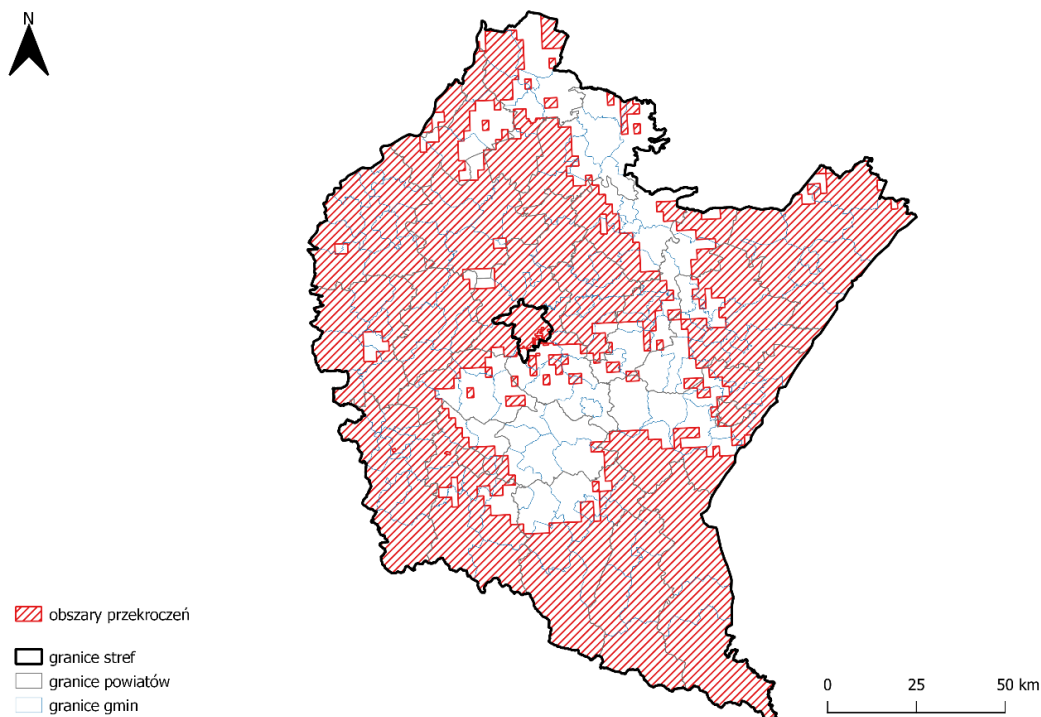 N
obszary przekroczeń
granice stref
granice powiatów
granice gmin
0 25 50 km